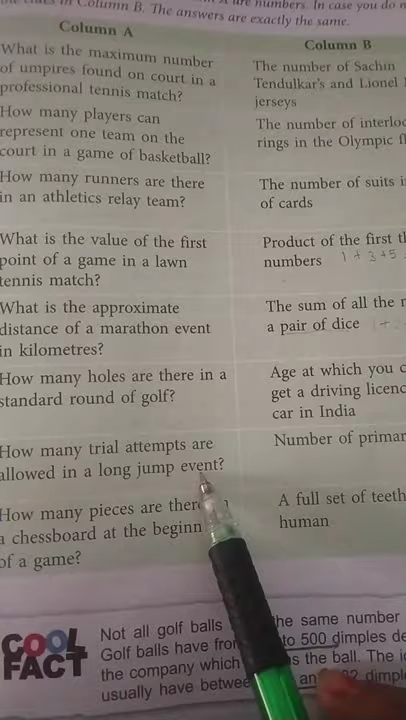 Column B. The answers are exactly the same.
are numbers. In case you do
Column A
Column B
What is the maximum number
of umpires found on court in a
professional tennis match?
The number of Sachin
Tendulkar's and Lionel
jerseys
How many players can
represent one team on the
court in a game of basketball?
The number of
rings in the Olympic
How many runners are there
in an athletics relay team?
The number of suits
of cards
What is the value of the first
point of a game in a lawn
tennis match?
Product of the first
numbers 1 + 3 + 5
What is the approximate
distance of a marathon event
in kilometres?
The sum of all the
a pair of dice
How many holes are there in a
standard round of golf?
Age at which you
get a driving
car in India
How many trial attempts are
allowed in a long jump event?
Number of
How many pieces are
a chessboard at the
of a game?
A full set of teeth
human
COOL
FACT
Not all golf balls the same number
Golf balls have to 500 dimples
the company which the ball. The
usually have